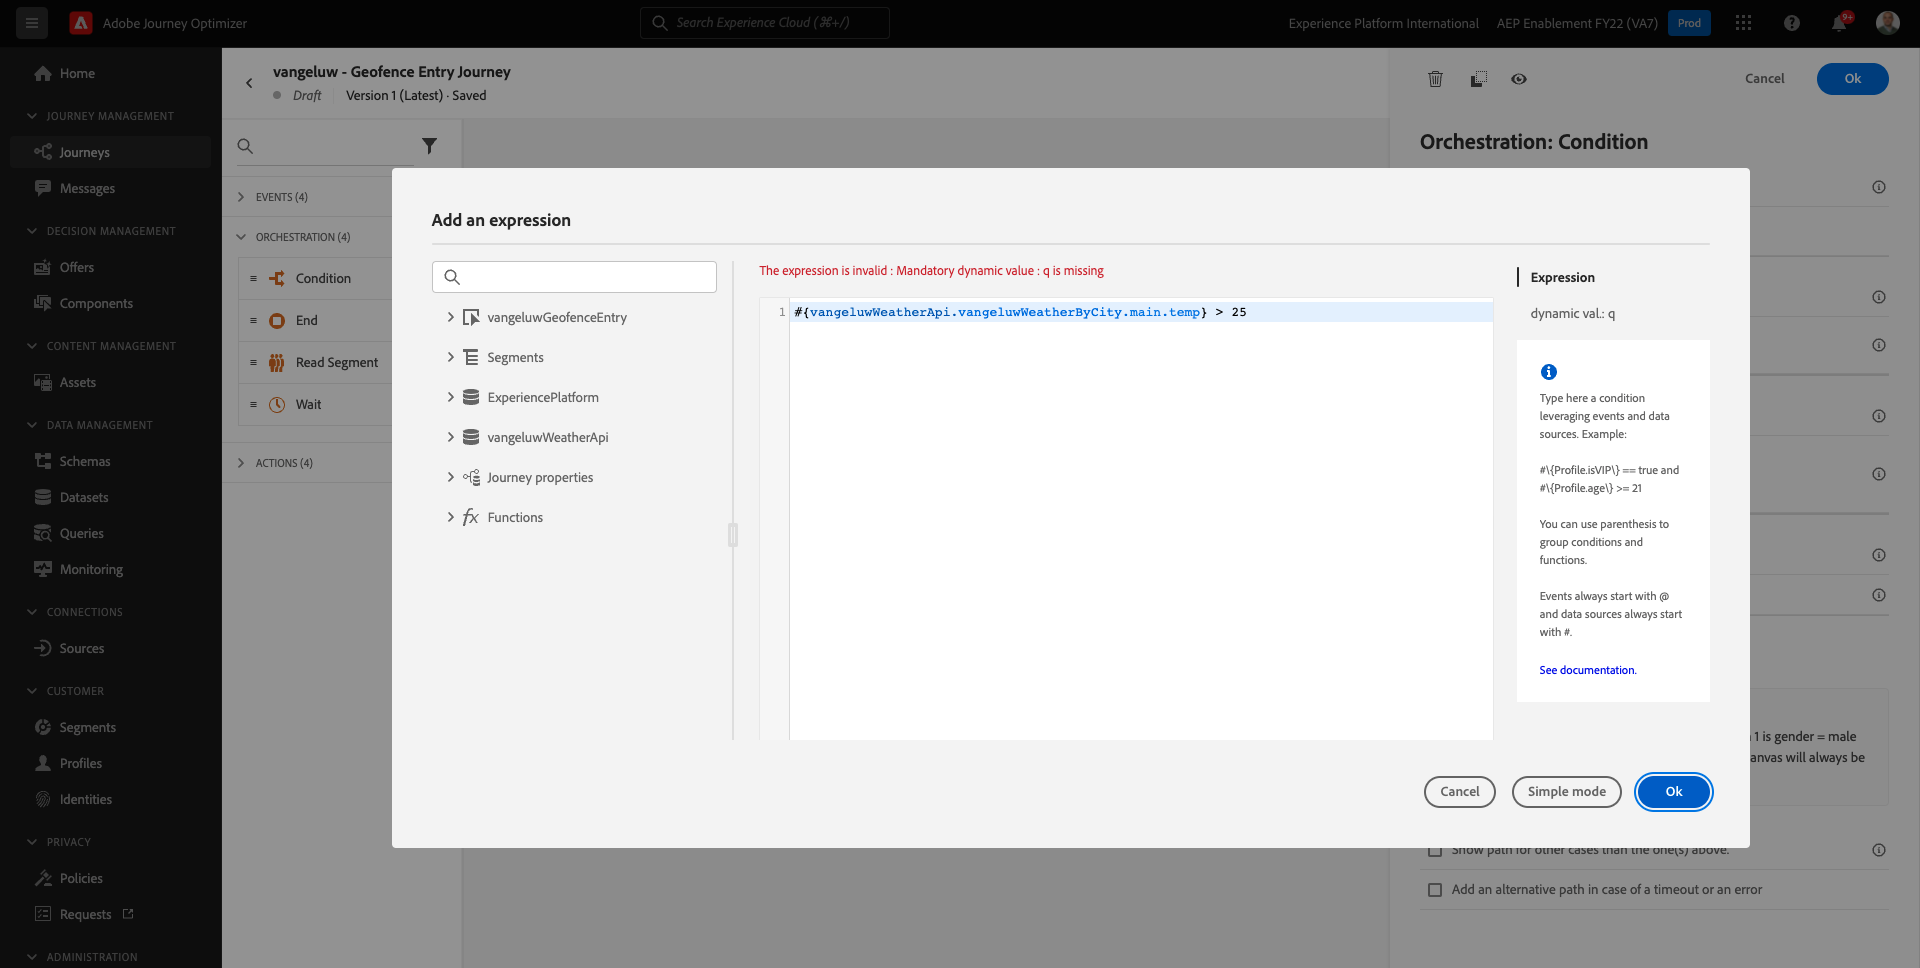 Adobe Journey Optimizer
Search Experience Cloud (⌘+/)
Experience Platform International
AEP Enablement FY22 (VA7)
Prod
9+
Home
JOURNEY MANAGEMENT
Journeys
Messages
DECISION MANAGEMENT
Offers
Components
CONTENT MANAGEMENT
Assets
DATA MANAGEMENT
Schemas
Datasets
Queries
Monitoring
CONNECTIONS
Sources
CUSTOMER
Segments
Profiles
Identities
PRIVACY
Policies
Requests
ADMINISTRATION
vangeluw - Geofence Entry Journey
Draft
Version 1 (Latest) · Saved
EVENTS (4)
ORCHESTRATION (4)
Condition
End
Read Segment
Wait
ACTIONS (4)
Cancel
Ok
Orchestration: Condition
Add an expression
vangeluwGeofenceEntry
Segments
ExperiencePlatform
vangeluwWeatherApi
Journey properties
Functions
The expression is invalid : Mandatory dynamic value : q is missing
1
#{vangeluwWeatherApi.vangeluwWeatherByCity.main.temp} > 25
Expression
dynamic val.: q
Type here a condition
leveraging events and data
sources. Example:
#\{Profile.isVIP\} == true and
#\{Profile.age\} >= 21
You can use parenthesis to
group conditions and
functions.
Events always start with @
and data sources always start
with #.
See documentation.
Cancel
Simple mode
Ok
1 is gender = male
anvas will always be
Show path for other cases than the one(s) above.
Add an alternative path in case of a timeout or an error